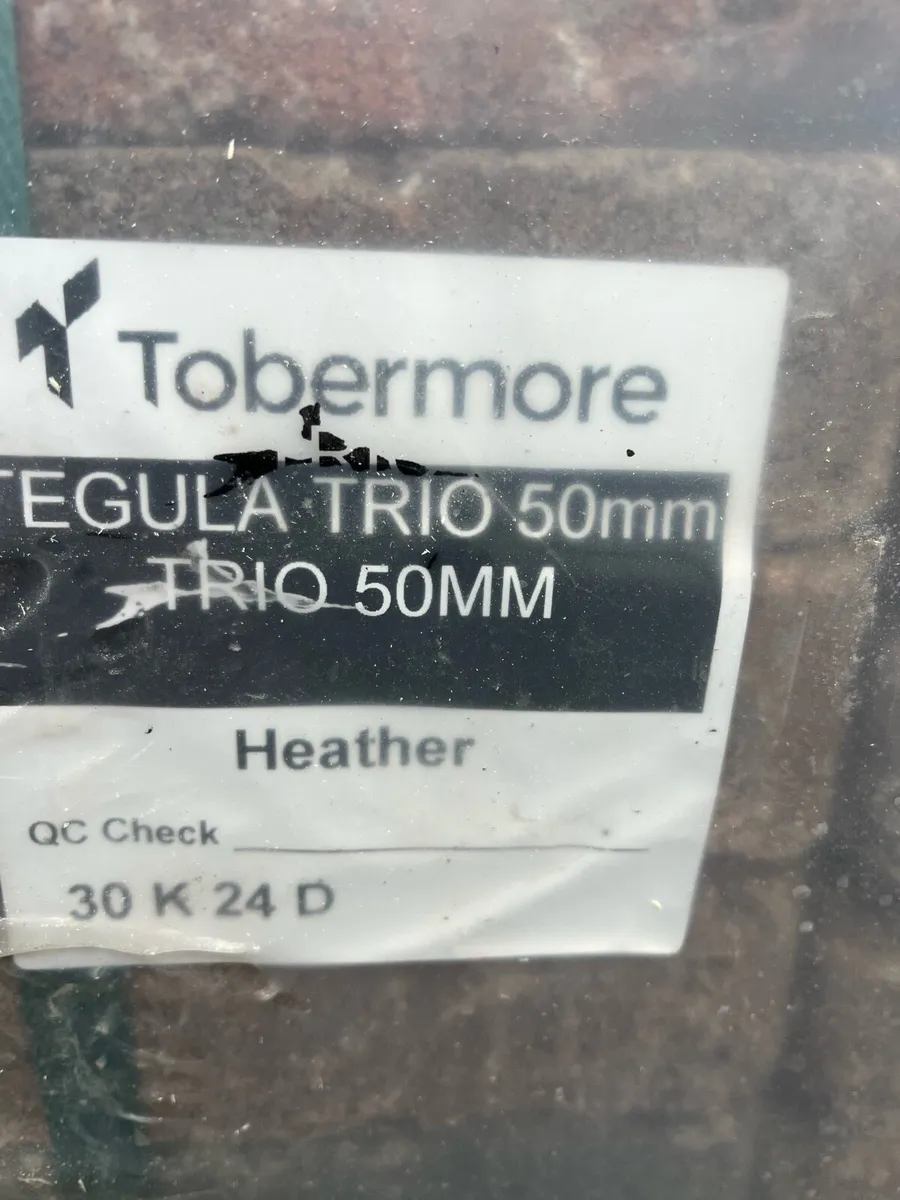 Tobermore
TEGULA TRIO 50mm
TRIO 50MM
Heather
QC Check
30 K 24 D